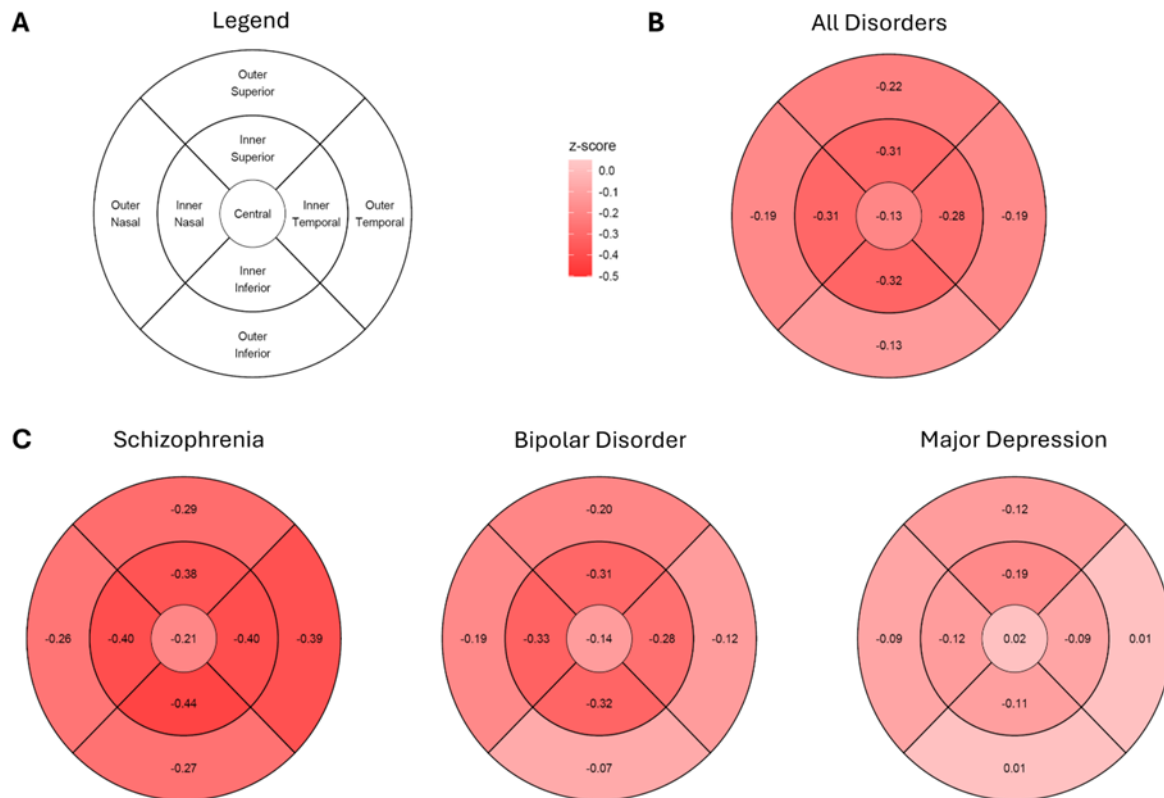 A
Legend
Outer
Superior
Inner
Superior
Outer
Nasal
Inner
Nasal
Central
Inner
Temporal
Outer
Temporal
Inner
Inferior
Outer
Inferior
z-score
0.0
-0.1
-0.2
-0.3
-0.4
-0.5
B
All Disorders
-0.22
-0.31
-0.19 -0.31 -0.13 -0.28 -0.19
-0.32
-0.13
C
Schizophrenia
-0.29
-0.38
-0.26 -0.40 -0.21 -0.40 -0.39
-0.44
-0.27
Bipolar Disorder
-0.20
-0.31
-0.19 -0.33 -0.14 -0.28 -0.12
-0.32
-0.07
Major Depression
-0.12
-0.19
-0.09 -0.12 0.02 -0.09 0.01
-0.11
0.01